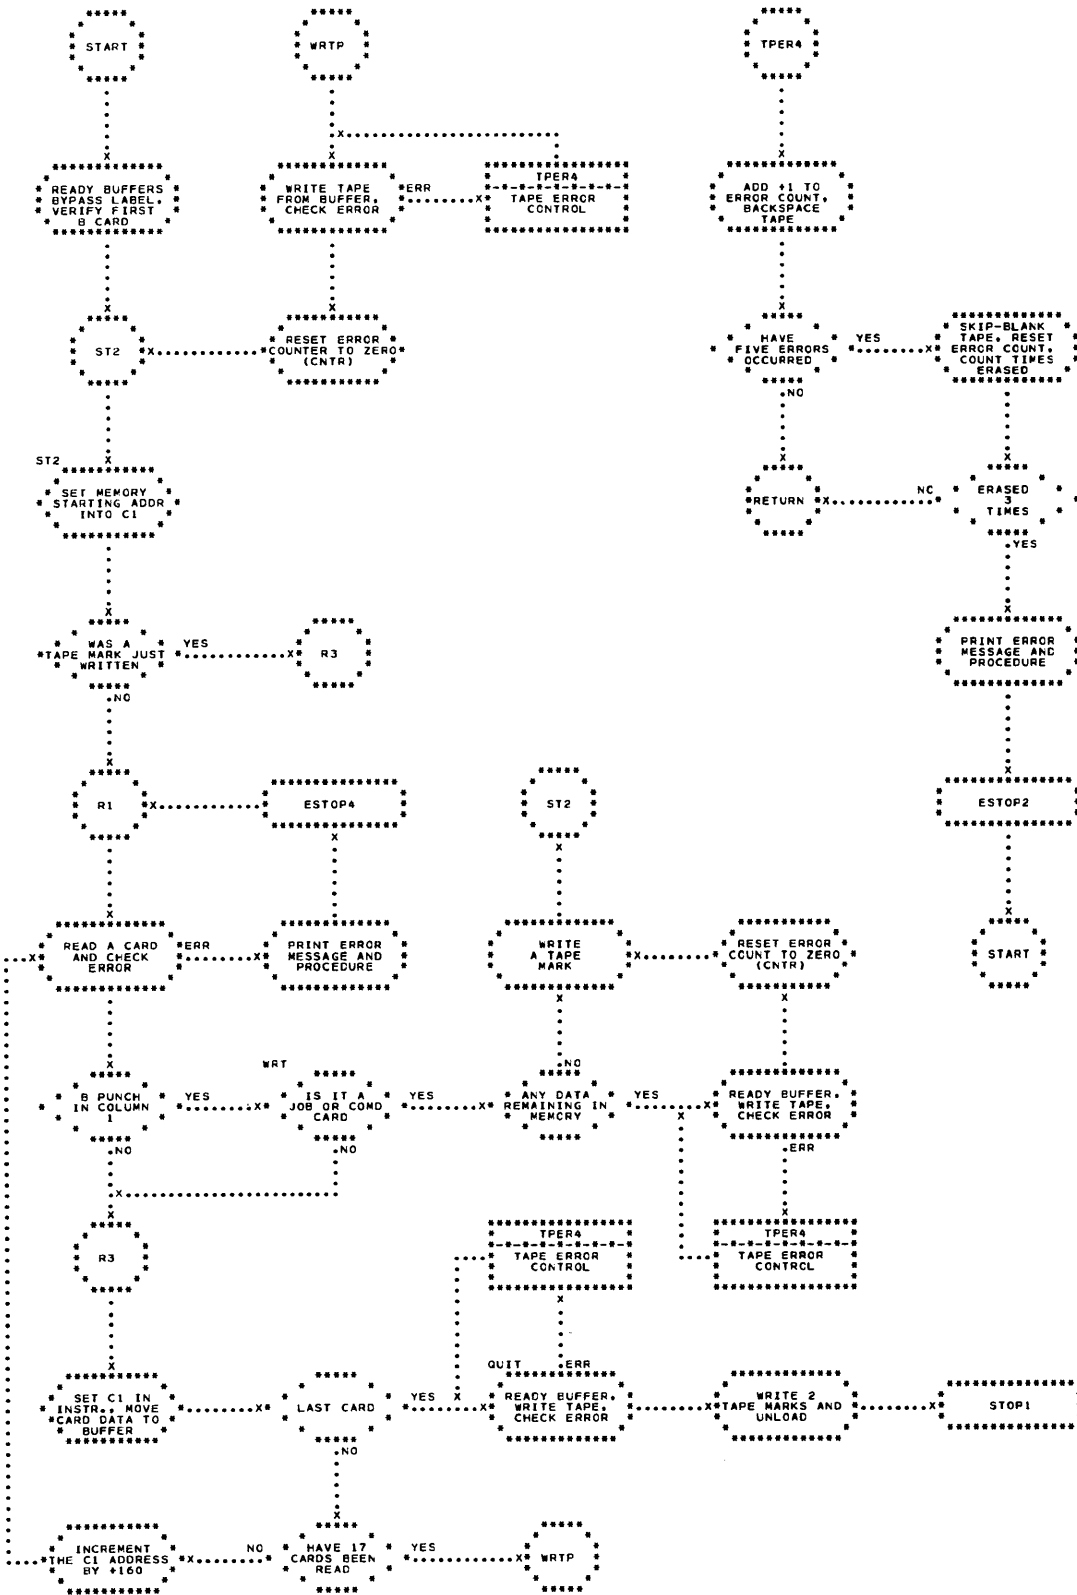 START
WRTP
TPER4
READY BUFFERS
BYPASS LABEL.
VERIFY FIRST
B CARD
WRITE TAPE
FROM BUFFER.
CHECK ERROR
ERR
TPER4
TAPE ERROR
CONTROL
ADD +1 TO
ERROR COUNT.
BACKSPACE
TAPE
ST2
RESET ERROR
COUNTER TO ZERO
(CNTR)
HAVE
FIVE ERRORS
OCCURRED
YES
NO
SKIP-BLANK
TAPE. RESET
ERROR COUNT.
COUNT TIMES
ERASED
ST2
SET MEMORY
STARTING ADDR
INTO C1
RETURN
NC
ERASED
3
TIMES
YES
WAS A
TAPE MARK JUST
WRITTEN
YES
NO
R3
PRINT ERROR
MESSAGE AND
PROCEDURE
R1
ESTOP4
ST2
ESTOP2
READ A CARD
AND CHECK
ERROR
ERR
PRINT ERROR
MESSAGE AND
PROCEDURE
WRITE
A TAPE
MARK
RESET ERROR
COUNT TO ZERO
(CNTR)
START
B PUNCH
IN COLUMN
1
YES
NO
WRT
IS IT A
JOB OR COMD
CARD
YES
NO
NO
ANY DATA
REMAINING IN
MEMORY
YES
READY BUFFER.
WRITE TAPE.
CHECK ERROR
ERR
R3
TPER4
TAPE ERROR
CONTROL
TPER4
TAPE ERROR
CONTROL
SET C1 IN
INSTR., MOVE
CARD DATA TO
BUFFER
LAST CARD
YES
NO
QUIT
ERR
READY BUFFER.
WRITE TAPE.
CHECK ERROR
WRITE 2
TAPE MARKS AND
UNLOAD
STOP1
INCREMENT
THE C1 ADDRESS
BY +160
NO
HAVE 17
CARDS BEEN
READ
YES
WRTP